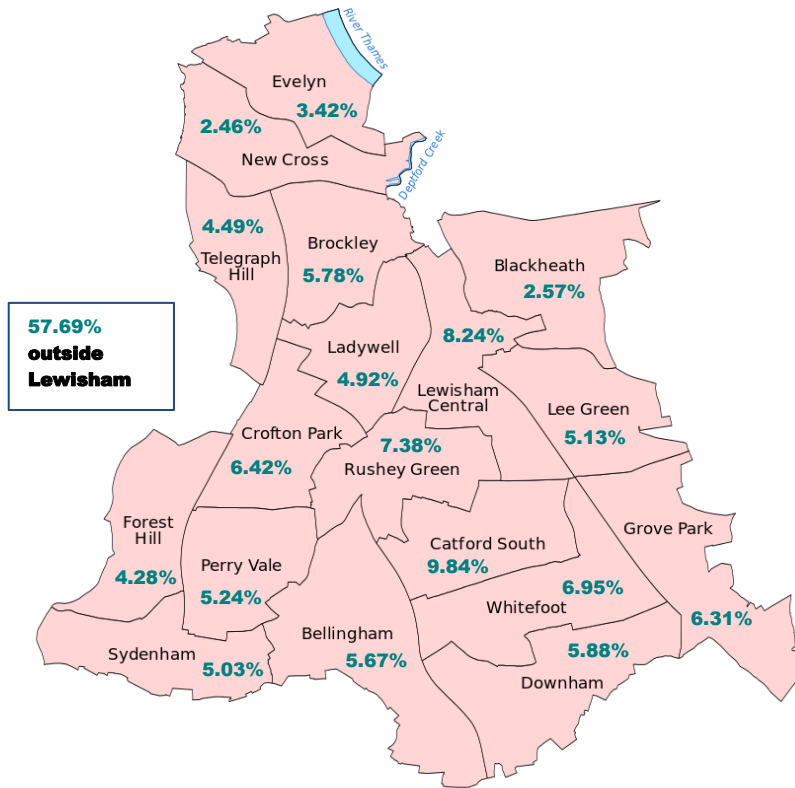 River Thames
Evelyn
3.42%
2.46%
New Cross
Deptford Creek
4.49%
Telegraph
Hill
Brockley
5.78%
Blackheath
2.57%
57.69%
outside
Lewisham
8.24%
Ladywell
4.92%
Lewisham
Central
Lee Green
5.13%
Crofton Park
6.42%
7.38%
Rushey Green
Forest
Hill
4.28%
Perry Vale
5.24%
Catford South
9.84%
Grove Park
6.31%
6.95%
Whitefoot
Sydenham
5.03%
Bellingham
5.67%
5.88%
Downham